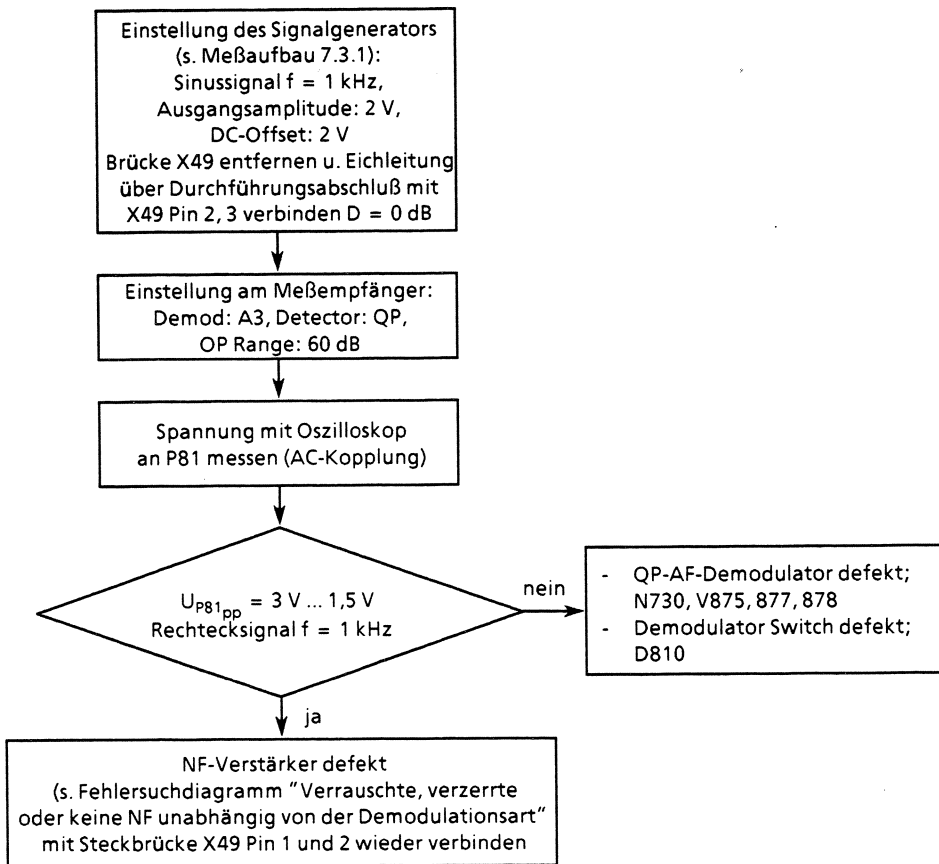 Einstellung des Signalgenerators
(s. Meßaufbau 7.3.1):
Sinussignal f = 1 kHz,
Ausgangsamplitude: 2 V,
DC-Offset: 2 V
Brücke X49 entfernen u. Eichleitung
über Durchführungsabschluß mit
X49 Pin 2, 3 verbinden D = 0 dB
Einstellung am Meßempfänger:
Demod: A3, Detector: QP,
OP Range: 60 dB
Spannung mit Oszilloskop
an P81 messen (AC-Kopplung)
UP81pp = 3 V ... 1,5 V
Rechtecksignal f = 1 kHz
nein
- QP-AF-Demodulator defekt;
N730, V875, 877, 878
- Demodulator Switch defekt;
D810
ja
NF-Verstärker defekt
(s. Fehlersuchdiagramm "Verrauschte, verzerrte
oder keine NF unabhängig von der Demodulationsart"
mit Steckbrücke X49 Pin 1 und 2 wieder verbinden